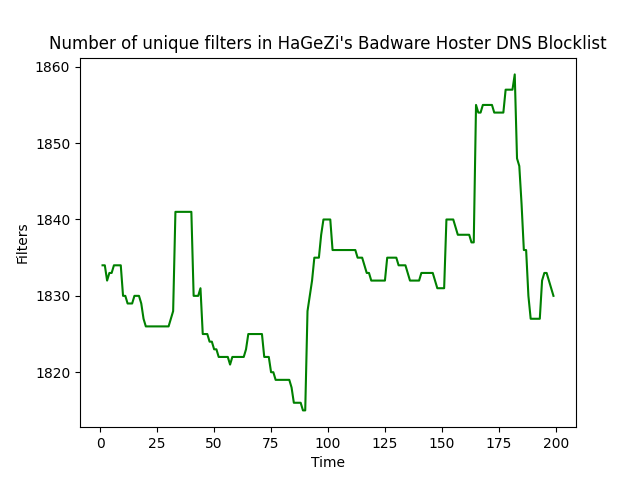 Number of unique filters in HaGeZi's Badware Hoster DNS Blocklist
1860
1850
1840
1830
1820
Filters
0 25 50 75 100 125 150 175 200
Time